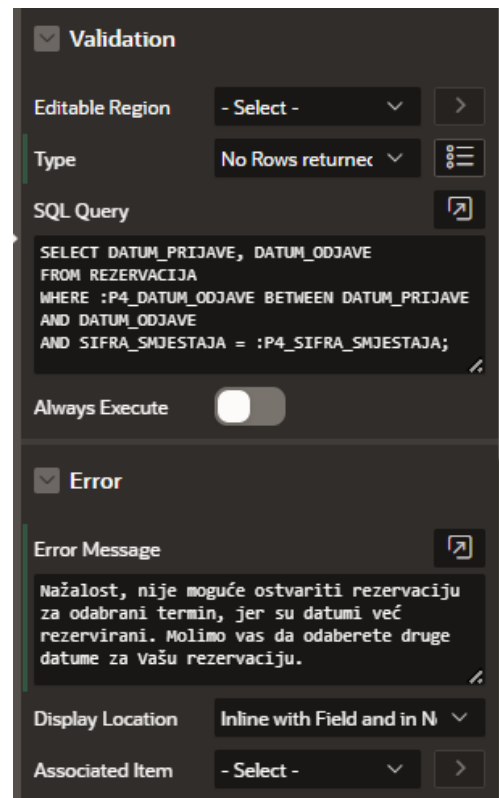 Validation
Editable Region - Select -
Type No Rows returned
SQL Query
SELECT DATUM_PRIJAVE, DATUM_ODJAVE
FROM REZERVACIJA
WHERE :P4_DATUM_ODJAVE BETWEEN DATUM_PRIJAVE
AND DATUM_ODJAVE
AND SIFRA_SMJESTAJA = :P4_SIFRA_SMJESTAJA;
Always Execute
Error
Error Message
Nažalost, nije moguće ostvariti rezervaciju
za odabrani termin, jer su datumi već
rezervirani. Molimo vas da odaberete druge
datume za Vašu rezervaciju.
Display Location Inline with Field and in N
Associated Item - Select -